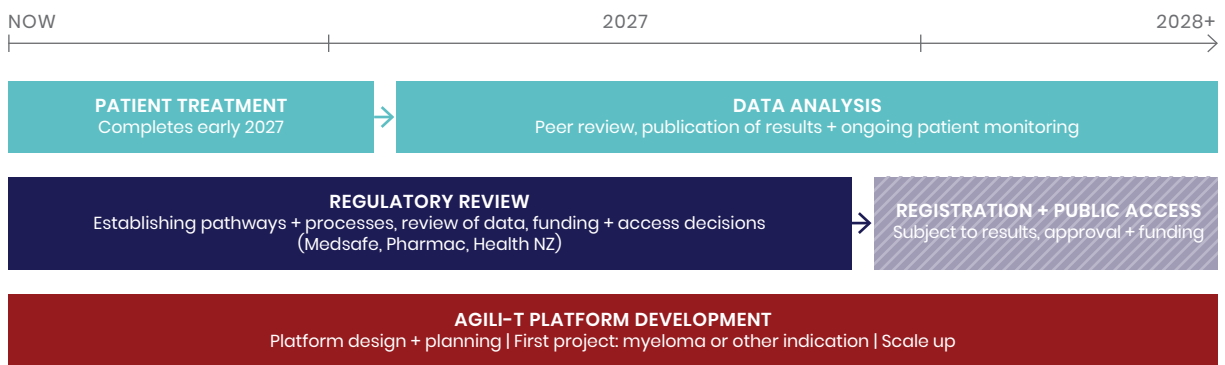 NOW 2027 2028+
PATIENT TREATMENT
Completes early 2027
DATA ANALYSIS
Peer review, publication of results + ongoing patient monitoring
REGULATORY REVIEW
Establishing pathways + processes, review of data, funding + access decisions
(Medsafe, Pharmac, Health NZ)
REGISTRATION + PUBLIC ACCESS
Subject to results, approval + funding
AGILI-T PLATFORM DEVELOPMENT
Platform design + planning | First project: myeloma or other indication | Scale up